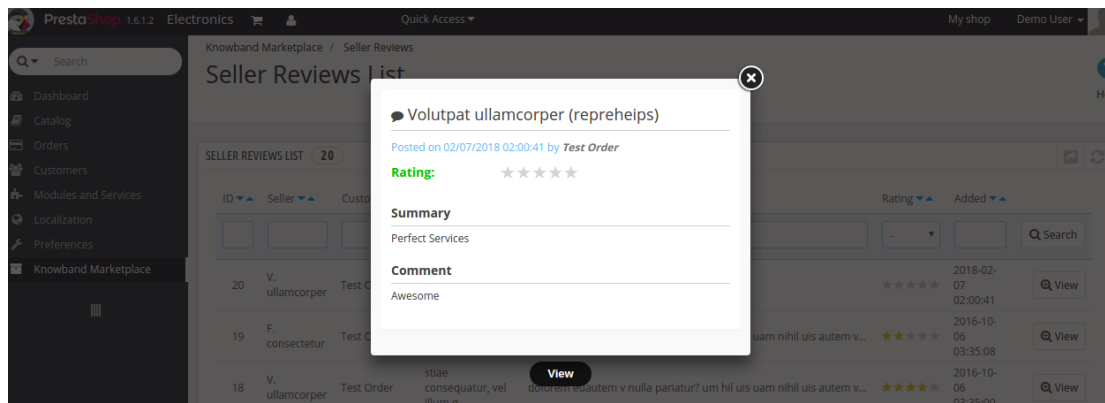 PrestaShop 1.6.1.2 Electronics Quick Access My shop Demo User
Search
Dashboard
Catalog
Orders
Customers
Modules and Services
Localization
Preferences
Knowband Marketplace
Knowband Marketplace / Seller Reviews
Seller Reviews List
SELLER REVIEWS LIST 20
ID Seller Rating Added
- Search
20 V. ullamcorper 2018-02-07 02:00:41 View
19 F. consectetur uam nihil uis autem v... 2016-10-06 03:35:08 View
18 V. ullamcorper Test Order stiae consequatur, vel dolorem eu autem v nulla pariatur? um hil uis uam nihil uis autem v... 2016-10-06 View
Volutpat ullamcorper (repreheips)
Posted on 02/07/2018 02:00:41 by Test Order
Rating:
Summary
Perfect Services
Comment
Awesome
View